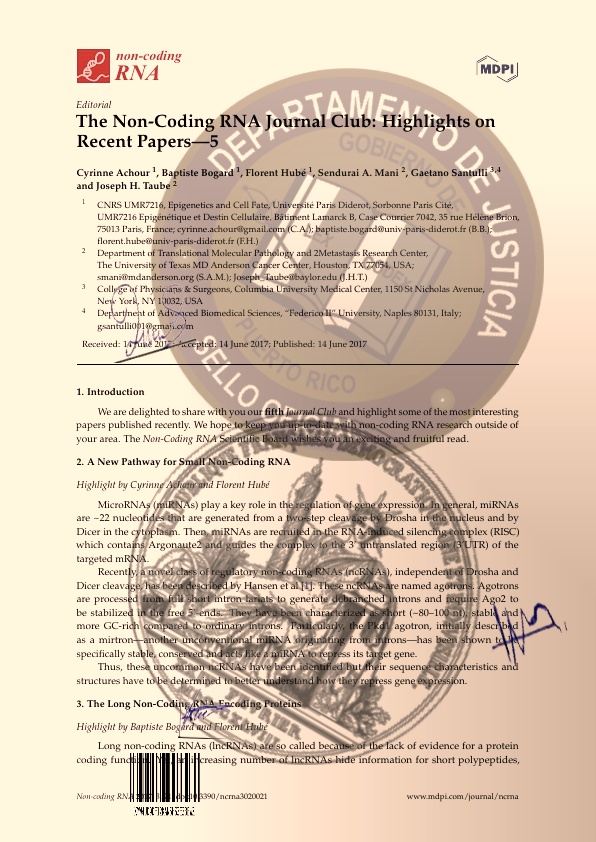 non-coding
RNA
MDPI
Editorial
The Non-Coding RNA Journal Club: Highlights on
Recent Papers—5
Cyrinne Achour 1, Baptiste Bogard 1, Florent Hubé 1, Sendurai A. Mani 2, Gaetano Santulli 3,4
and Joseph H. Taube 2
1 CNRS UMR7216, Epigenetics and Cell Fate, Université Paris Diderot, Sorbonne Paris Cité,
UMR7216 Epigénétique et Destin Cellulaire, Bâtiment Lamarck B, Case Courrier 7042, 35 rue Hélène Brion,
75013 Paris, France; cyrinne.achour@gmail.com (C.A.); baptiste.bogard@univ-paris-diderot.fr (B.B.);
florent.hube@univ-paris-diderot.fr (F.H.)
2 Department of Translational Molecular Pathology and 2Metastasis Research Center,
The University of Texas MD Anderson Cancer Center, Houston, TX 77054, USA;
smani@mdanderson.org (S.A.M.); Joseph_Taube@baylor.edu (J.H.T.)
3 College of Physicians & Surgeons, Columbia University Medical Center, 1150 St Nicholas Avenue,
New York, NY 10032, USA
4 Department of Advanced Biomedical Sciences, “Federico II” University, Naples 80131, Italy;
gsantulli001@gmail.com
Received: 14 June 2017; Accepted: 14 June 2017; Published: 14 June 2017
DEPARTAMENTO DE JUSTICIA
GOBIERNO DE
PUERTO RICO
SELLO OFICIAL
1. Introduction
We are delighted to share with you our fifth Journal Club and highlight some of the most interesting
papers published recently. We hope to keep you up-to-date with non-coding RNA research outside of
your area. The Non-Coding RNA Scientific Board wishes you an exciting and fruitful read.
2. A New Pathway for Small Non-Coding RNA
Highlight by Cyrinne Achour and Florent Hubé
MicroRNAs (miRNAs) play a key role in the regulation of gene expression. In general, miRNAs
are ~22 nucleotides that are generated from a two-step cleavage by Drosha in the nucleus and by
Dicer in the cytoplasm. Then, miRNAs are recruited in the RNA-induced silencing complex (RISC)
which contains Argonaute2 and guides the complex to the 3′ untranslated region (3′UTR) of the
targeted mRNA.
Recently, a novel class of regulatory non-coding RNAs (ncRNAs), independent of Drosha and
Dicer cleavage, has been described by Hansen et al [1]. These ncRNAs are named agotrons. Agotrons
are processed from full short intron lariats to generate debranched introns and require Ago2 to
be stabilized in the free 5′-ends. They have been characterized as short (~80–100 nt), stable and
more GC-rich compared to ordinary introns. Particularly, the Pkd1 agotron, initially described
as a mirtron—another unconventional miRNA originating from introns—has been shown to be
specifically stable, conserved and acts like a miRNA to repress its target gene.
Thus, these uncommon ncRNAs have been identified but their sequence characteristics and
structures have to be determined to better understand how they repress gene expression.
3. The Long Non-Coding RNA Encoding Proteins
Highlight by Baptiste Bogard and Florent Hubé
Long non-coding RNAs (lncRNAs) are so called because of the lack of evidence for a protein
coding function. Yet, an increasing number of lncRNAs hide information for short polypeptides,
Non-coding RNA 3390/ncrna3020021
www.mdpi.com/journal/ncrna